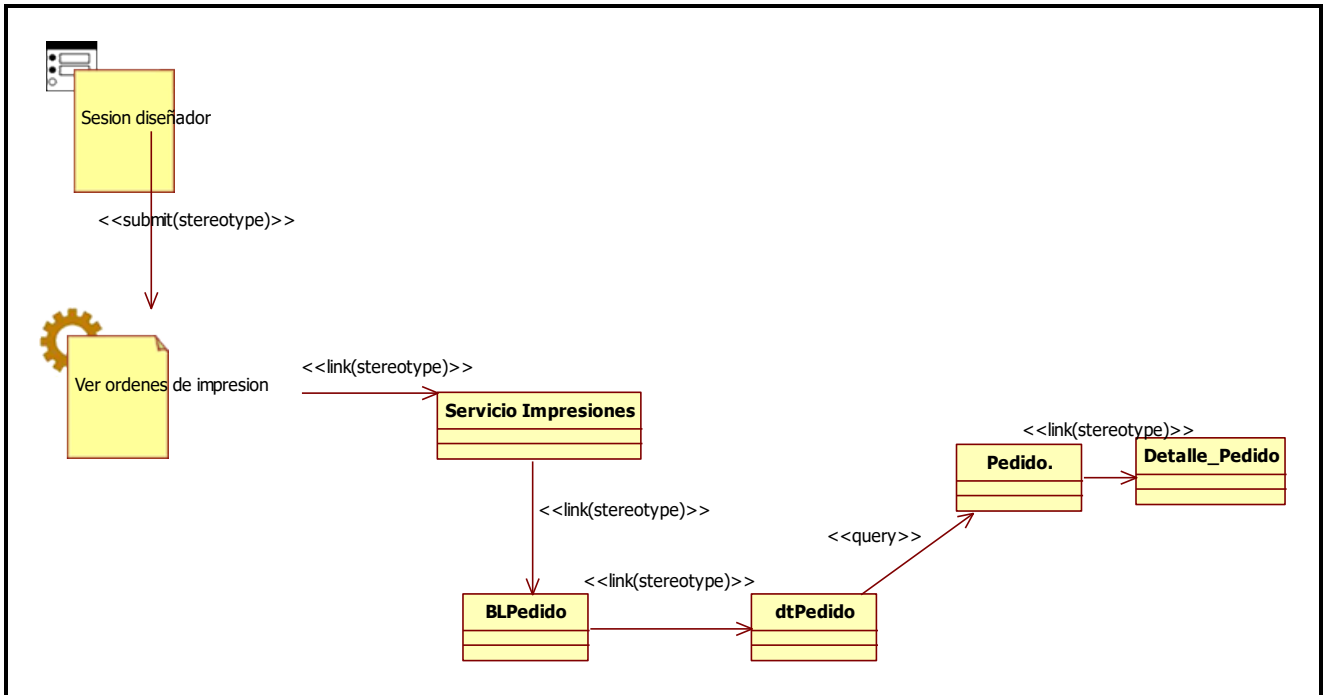 Sesion diseñador
<<submit(stereotype)>>
Ver ordenes de impresion
<<link(stereotype)>>
Servicio Impresiones
<<link(stereotype)>>
Pedido.
Detalle_Pedido
<<link(stereotype)>>
<<query>>
<<link(stereotype)>>
BLPedido
dtPedido